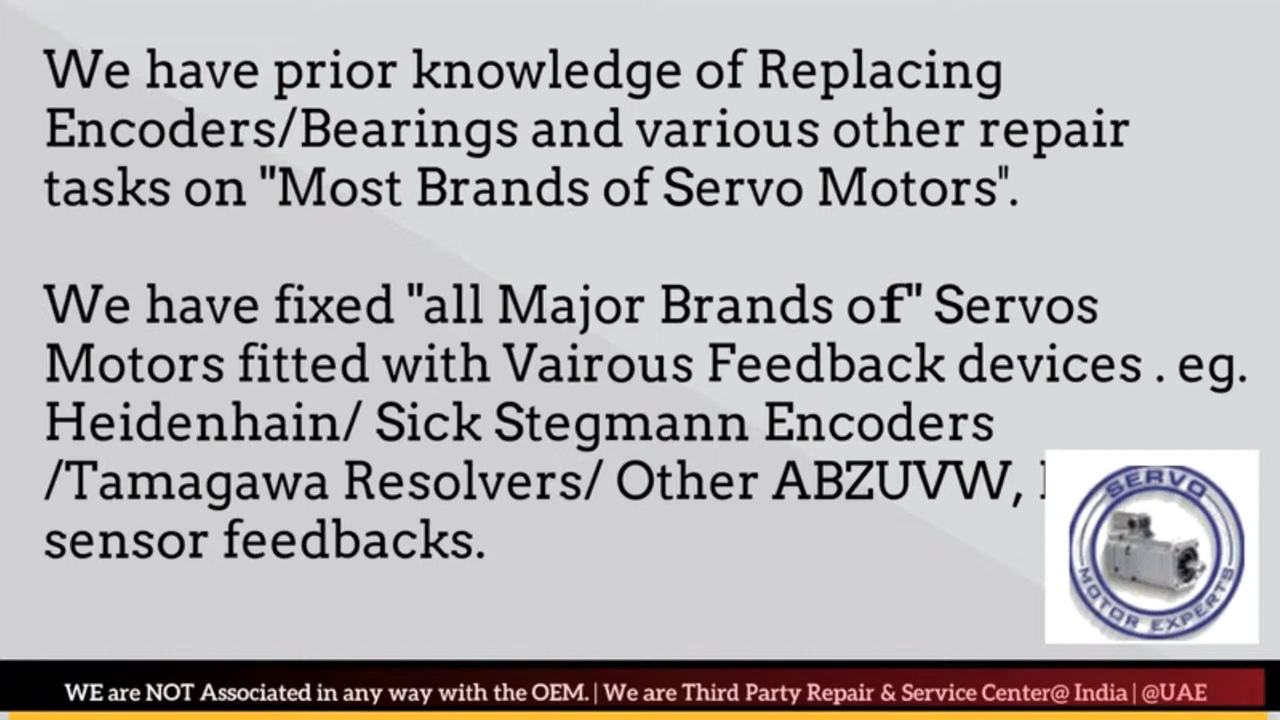 We have prior knowledge of Replacing
Encoders/Bearings and various other repair
tasks on "Most Brands of Servo Motors".
We have fixed "all Major Brands of" Servos
Motors fitted with Vairous Feedback devices . eg.
Heidenhain/ Sick Stegmann Encoders
/Tamagawa Resolvers/ Other ABZUVW,
sensor feedbacks.
SERVO
MOTOR EXPERTS
WE are NOT Associated in any way with the OEM. | We are Third Party Repair & Service Center@ India | @UAE